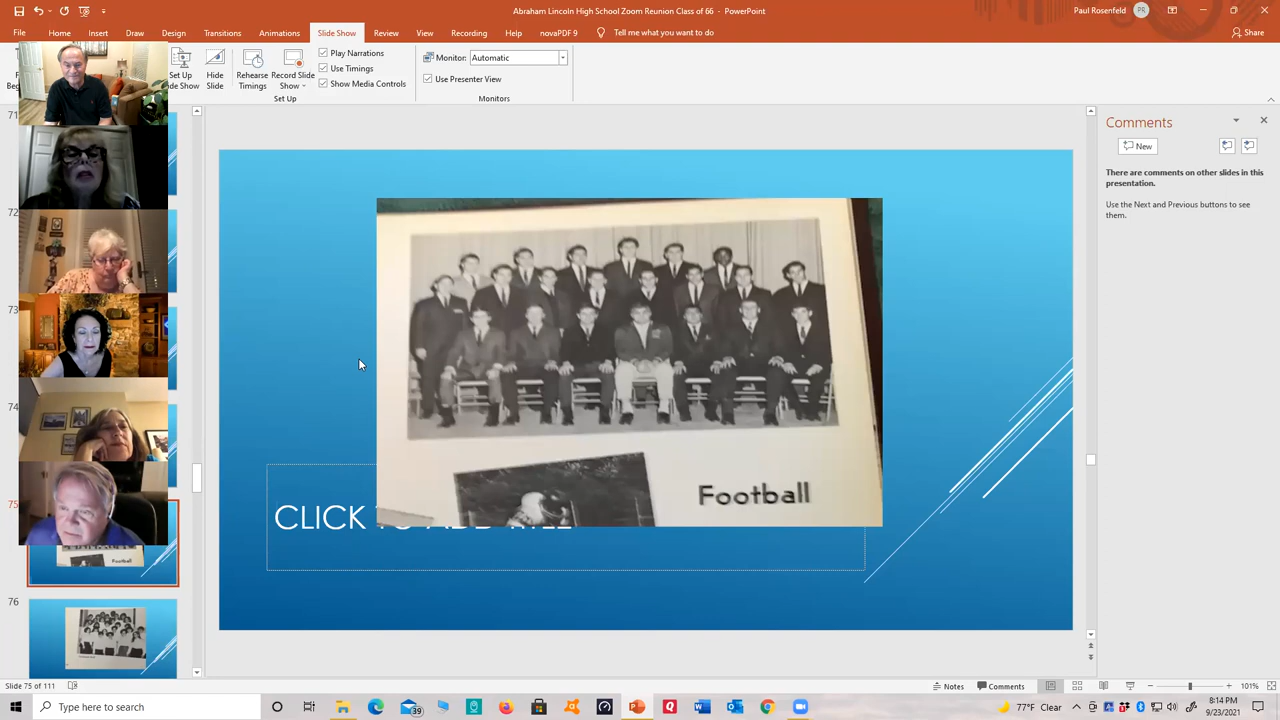 Abraham Lincoln High School Zoom Reunion Class of 66 - PowerPoint
Paul Rosenfeld
PR
File
Home
Insert
Draw
Design
Transitions
Animations
Slide Show
Review
View
Recording
Help
novaPDF 9
Tell me what you want to do
Share
Set Up
Slide Show
Hide
Slide
Rehearse
Timings
Record Slide
Show
Play Narrations
Use Timings
Show Media Controls
Set Up
Monitor:
Automatic
Use Presenter View
Monitors
71
72
73
74
75
76
Football
CLICK
Football
Comments
New
There are comments on other slides in this
presentation.
Use the Next and Previous buttons to see
them.
Slide 75 of 111
Notes
Comments
101%
Type here to search
39
77°F Clear
8:14 PM
9/23/2021